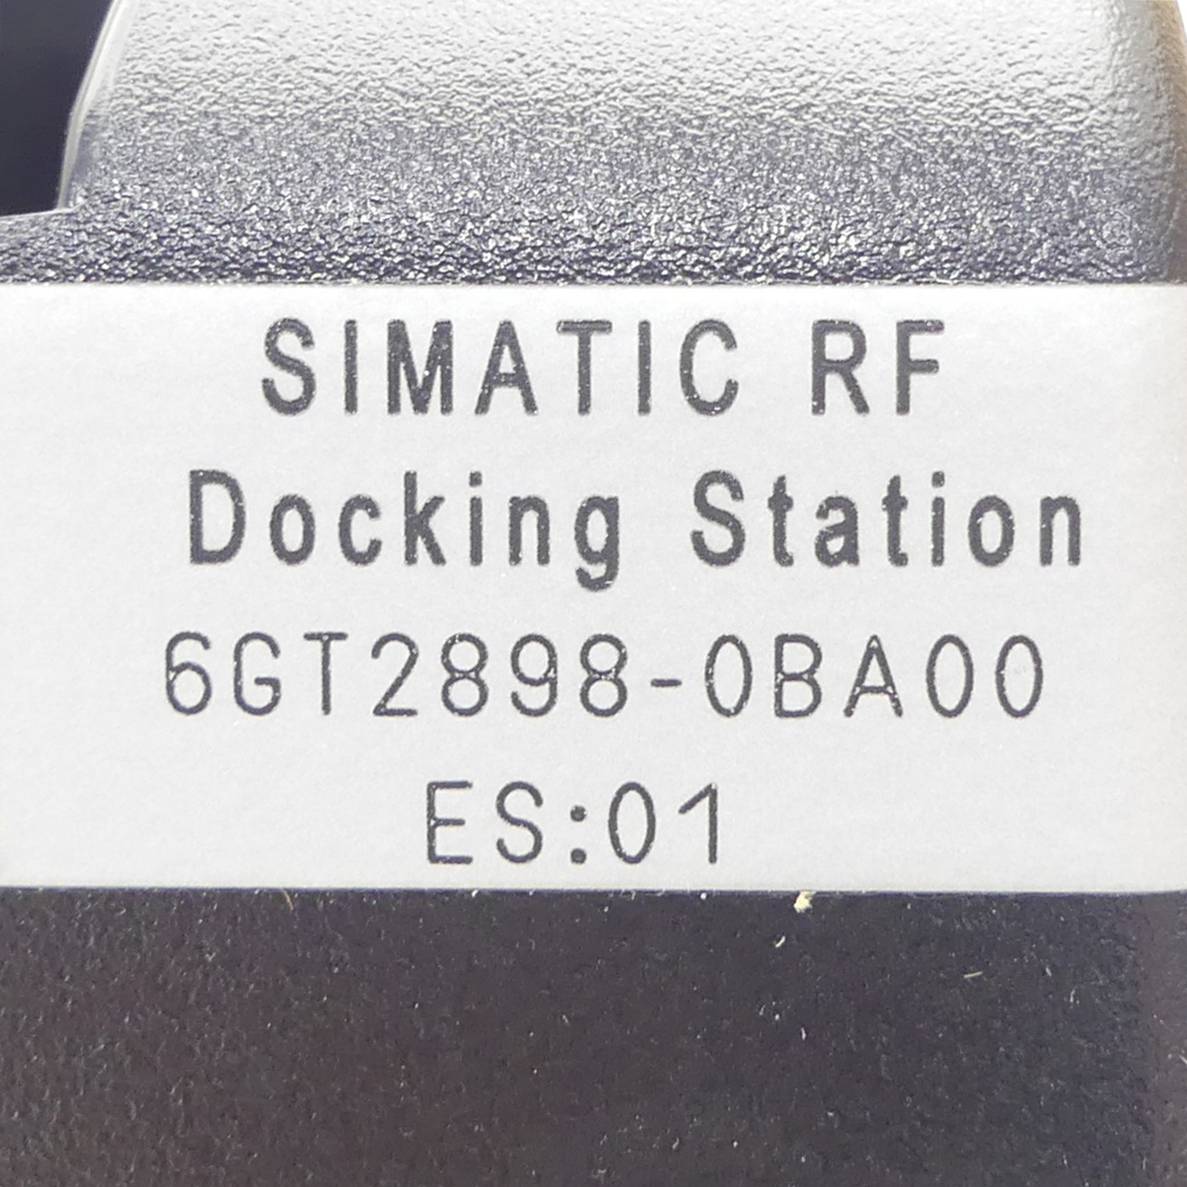 SIMATIC RF
Docking Station
6GT2898-0BA00
ES:01